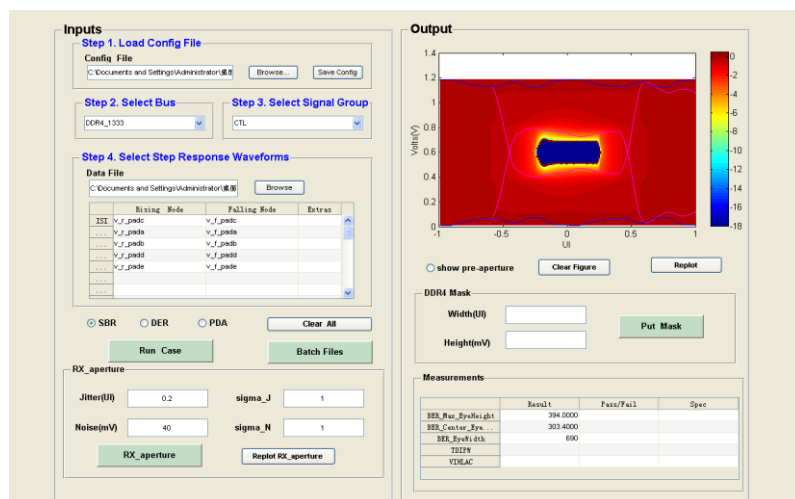 Inputs
Step 1. Load Config File
Config File
C:\Documents and Settings\Administrator\桌面
Browse...
Save Config
Step 2. Select Bus
DDR4_1333
Step 3. Select Signal Group
CTL
Step 4. Select Step Response Waveforms
Data File
C:\Documents and Settings\Administrator\桌面
Browse
Rising Node Falling Node Extras
ISI v_r_padc v_f_padc
... v_r_pada v_f_pada
... v_r_padb v_f_padb
... v_r_padd v_f_padd
... v_r_pade v_f_pade
...
...
SBR DER PDA
Clear All
Run Case
Batch Files
RX_aperture
Jitter(UI) 0.2 sigma_J 1
Noise(mV) 40 sigma_N 1
RX_aperture
Replot RX_aperture
Output
1.4
1.2
1
0.8
0.6
0.4
0.2
0
Volts(V)
-1 -0.5 0 0.5 1
UI
0
-2
-4
-6
-8
-10
-12
-14
-16
-18
show pre-aperture
Clear Figure
Replot
DDR4 Mask
Width(UI)
Height(mV)
Put Mask
Measurements
Result Pass/Fail Spec
BER_Max_EyeHeight 394.0000
BER_Center_Eye... 303.4000
BER_EyeWidth 690
TDIPW
VIHLAC